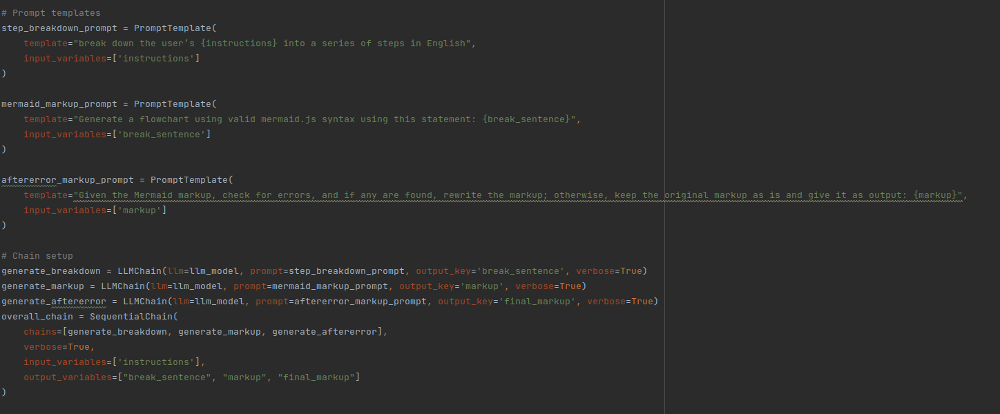 # Prompt templates
step_breakdown_prompt = PromptTemplate(
    template="break down the user’s {instructions} into a series of steps in English",
    input_variables=['instructions']
)

mermaid_markup_prompt = PromptTemplate(
    template="Generate a flowchart using valid mermaid.js syntax using this statement: {break_sentence}",
    input_variables=['break_sentence']
)

aftererror_markup_prompt = PromptTemplate(
    template="Given the Mermaid markup, check for errors, and if any are found, rewrite the markup; otherwise, keep the original markup as is and give it as output: {markup}",
    input_variables=['markup']
)

# Chain setup
generate_breakdown = LLMChain(llm=llm_model, prompt=step_breakdown_prompt, output_key='break_sentence', verbose=True)
generate_markup = LLMChain(llm=llm_model, prompt=mermaid_markup_prompt, output_key='markup', verbose=True)
generate_aftererror = LLMChain(llm=llm_model, prompt=aftererror_markup_prompt, output_key='final_markup', verbose=True)
overall_chain = SequentialChain(
    chains=[generate_breakdown, generate_markup, generate_aftererror],
    verbose=True,
    input_variables=['instructions'],
    output_variables=["break_sentence", "markup", "final_markup"]
)